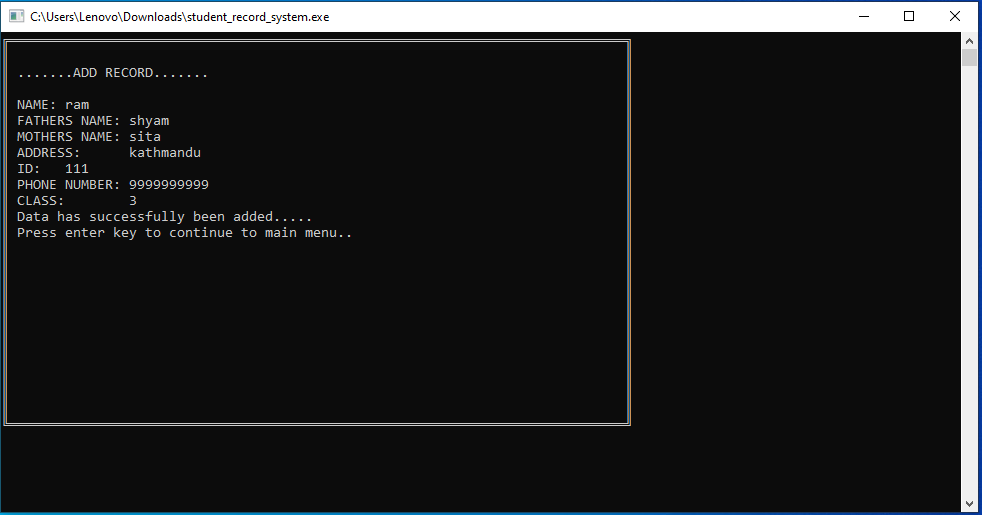 C:\Users\Lenovo\Downloads\student_record_system.exe
.......ADD RECORD.......
NAME: ram
FATHERS NAME: shyam
MOTHERS NAME: sita
ADDRESS:      kathmandu
ID:   111
PHONE NUMBER: 9999999999
CLASS:        3
Data has successfully been added.....
Press enter key to continue to main menu..